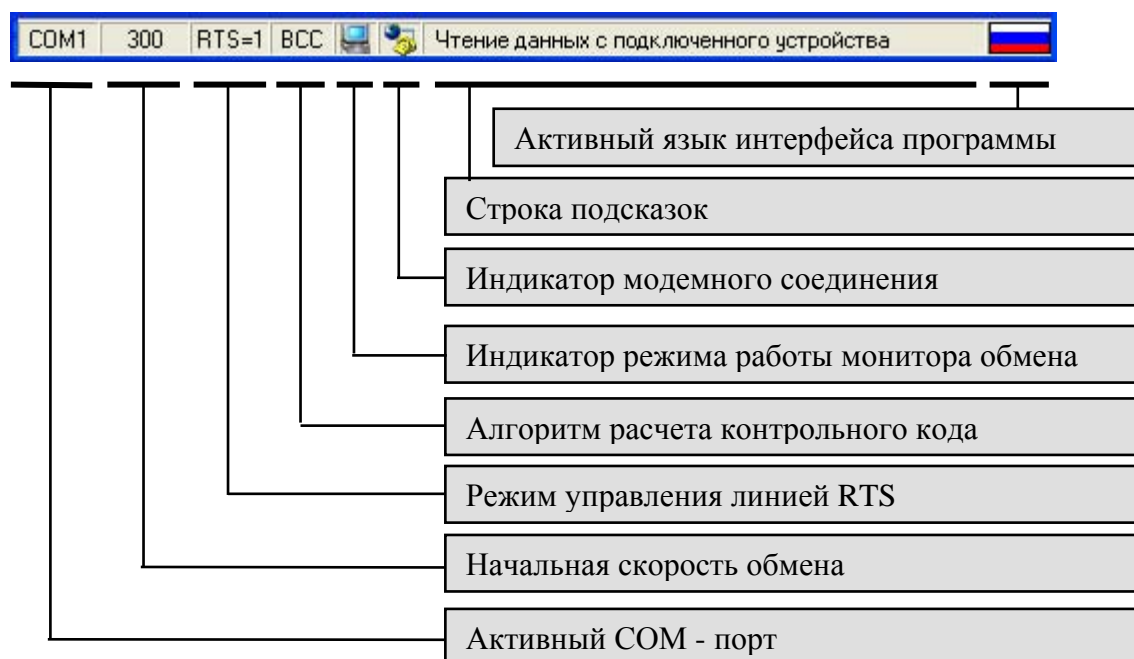 COM1 300 RTS=1 BCC Чтение данных с подключенного устройства
Активный язык интерфейса программы
Строка подсказок
Индикатор модемного соединения
Индикатор режима работы монитора обмена
Алгоритм расчета контрольного кода
Режим управления линией RTS
Начальная скорость обмена
Активный COM - порт